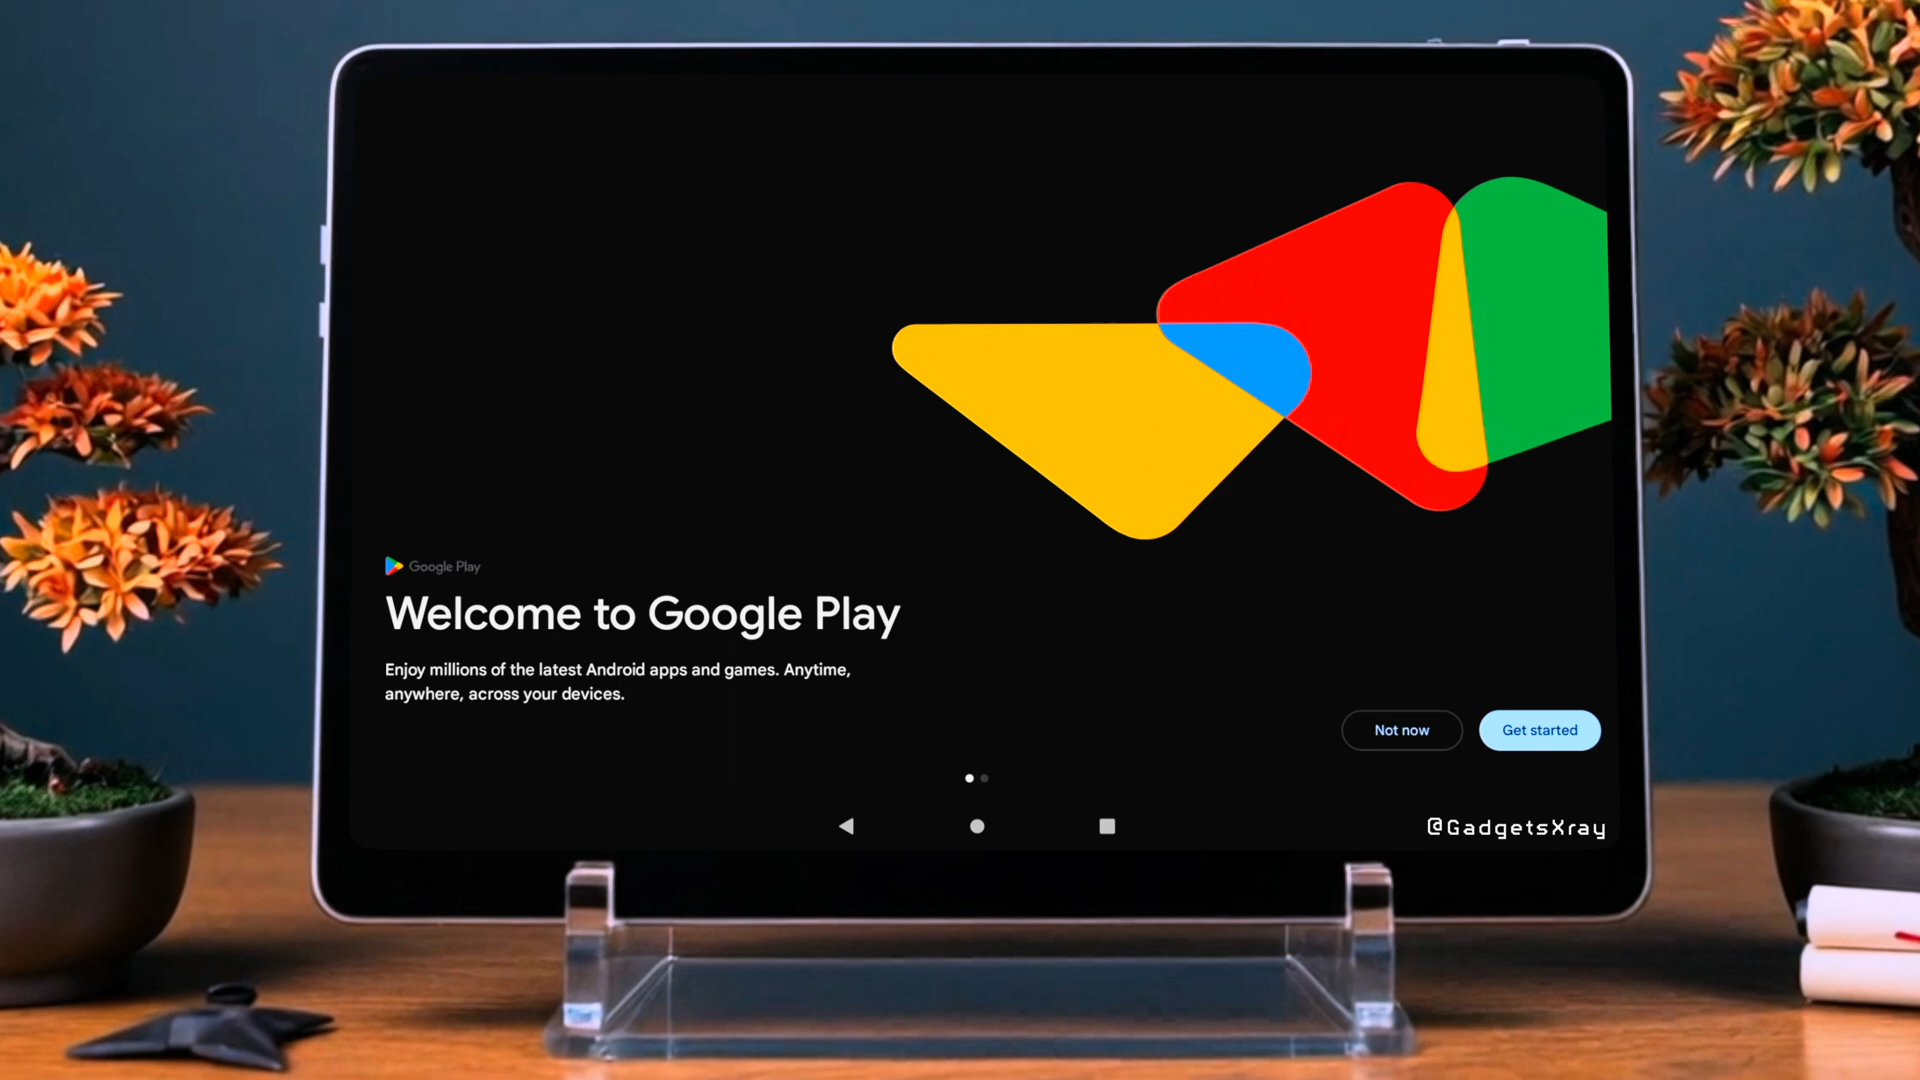 Google Play
Welcome to Google Play
Enjoy millions of the latest Android apps and games. Anytime,
anywhere, across your devices.
Not now
Get started
@GadgetsXray